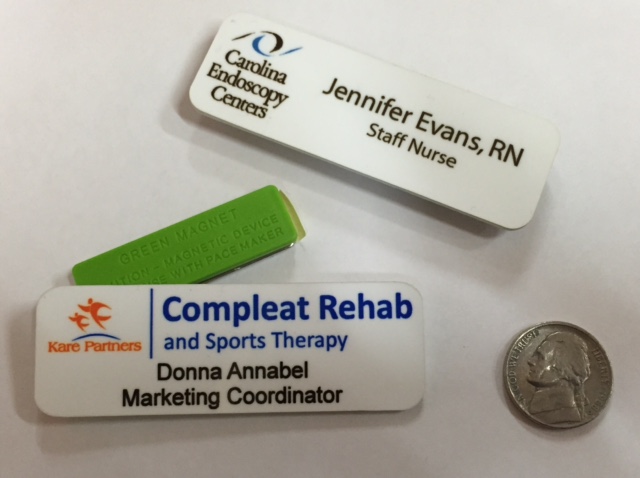 Carolina
Endoscopy
Centers
Jennifer Evans, RN
Staff Nurse
GREEN MAGNET
MAGNETIC DEVICE
WITH PACE MAKER
Kare Partners
Compleat Rehab
and Sports Therapy
Donna Annabel
Marketing Coordinator